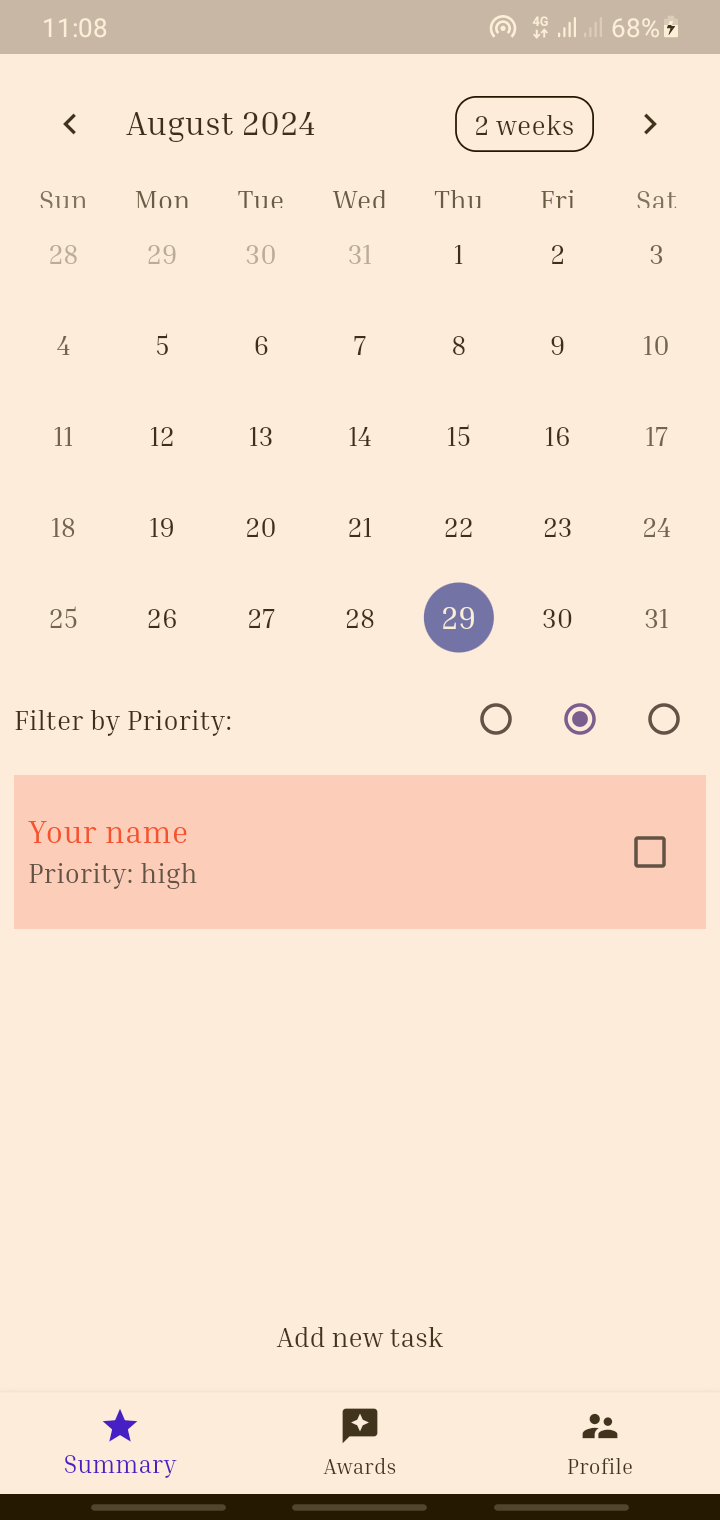 11:08 4G 68%
August 2024 2 weeks
Sun Mon Tue Wed Thu Fri Sat
28 29 30 31 1 2 3
4 5 6 7 8 9 10
11 12 13 14 15 16 17
18 19 20 21 22 23 24
25 26 27 28 29 30 31
Filter by Priority:
Your name
Priority: high
Add new task
Summary Awards Profile